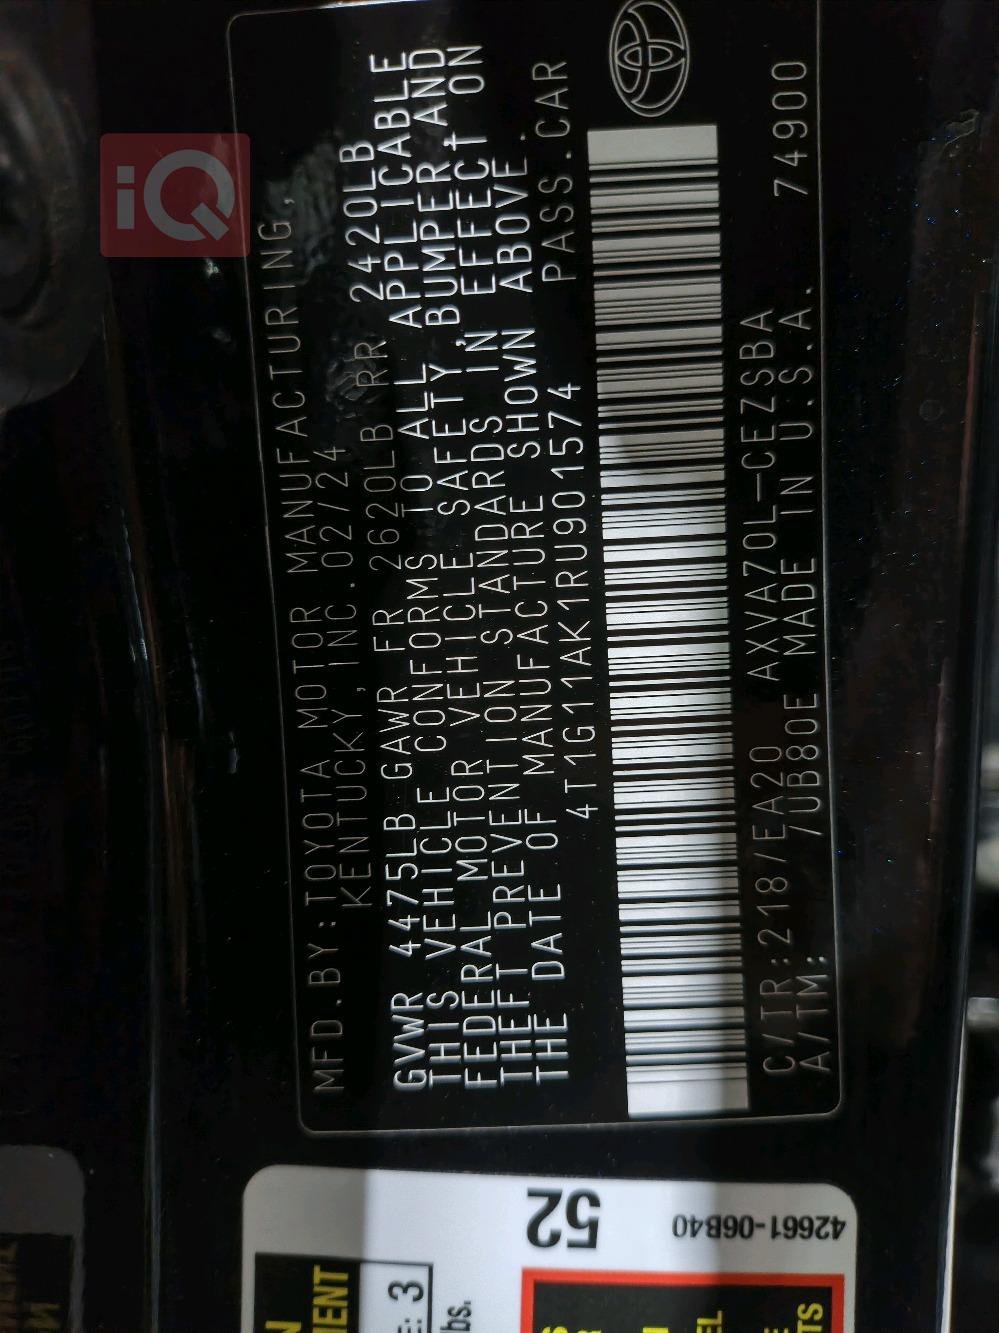 MFD.BY:TOYOTA MOTOR MANUFACTURING,
KENTUCKY, INC. 02/24
GVWR 4475LB GAWR FR 2620LB RR 2420LB
THIS VEHICLE CONFORMS TO ALL APPLICABLE
FEDERAL MOTOR VEHICLE SAFETY, BUMPER, AND
THEFT PREVENTION STANDARDS IN EFFECT ON
THE DATE OF MANUFACTURE SHOWN ABOVE.
4T1G11AK1RU901574 PASS.CAR
C/TR:218/EA20 AXVA70L-CEZSBA 74900
A/TM: /UB80E MADE IN U.S.A.
iQ
52
42661-06B40